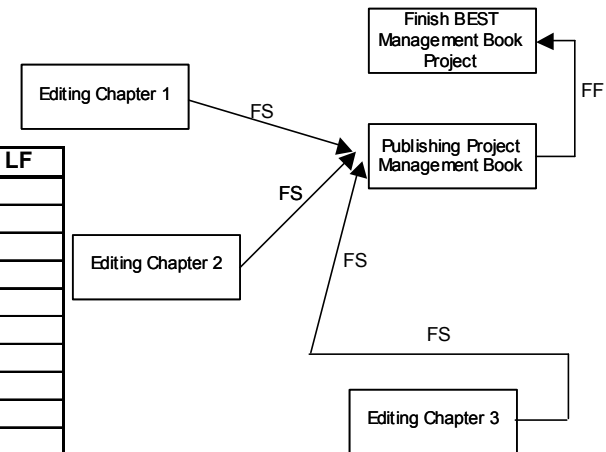 Finish BEST
Management Book
Project
FF
Editing Chapter 1
FS
Publishing Project
Management Book
LF
FS
Editing Chapter 2
FS
FS
Editing Chapter 3